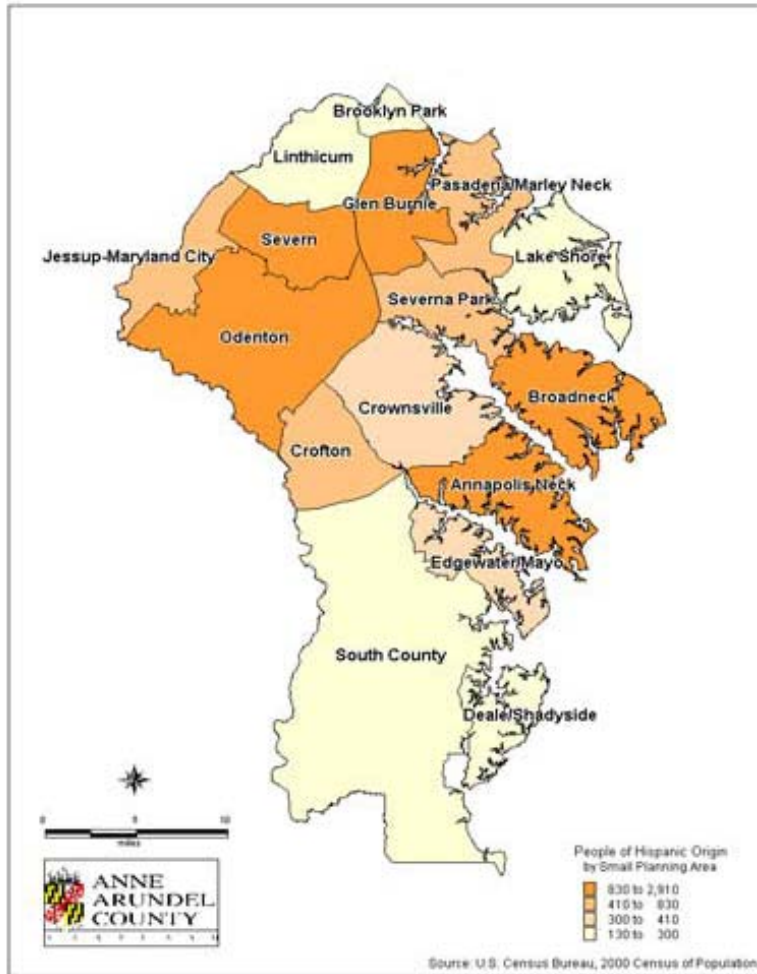 Brooklyn Park
Linthicum
Pasadena/Marley Neck
Glen Burnie
Severn
Jessup-Maryland City
Lake Shore
Severna Park
Odenton
Broadneck
Crownsville
Crofton
Annapolis Neck
Edgewater/Mayo
South County
Deale/Shadyside
0 5 10
miles
ANNE
ARUNDEL
COUNTY
People of Hispanic Origin
by Small Planning Area
830 to 2,910
410 to 830
300 to 410
130 to 300
Source: U.S. Census Bureau, 2000 Census of Population